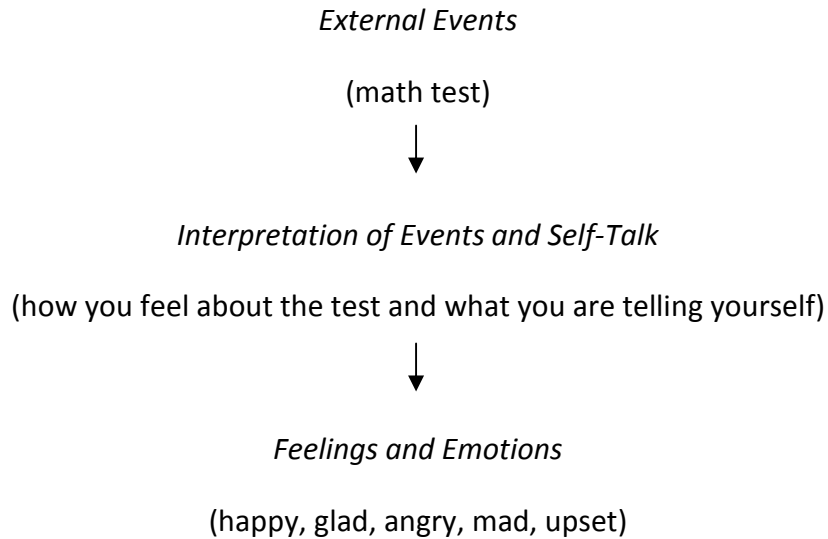 External Events
(math test)
Interpretation of Events and Self-Talk
(how you feel about the test and what you are telling yourself)
Feelings and Emotions
(happy, glad, angry, mad, upset)